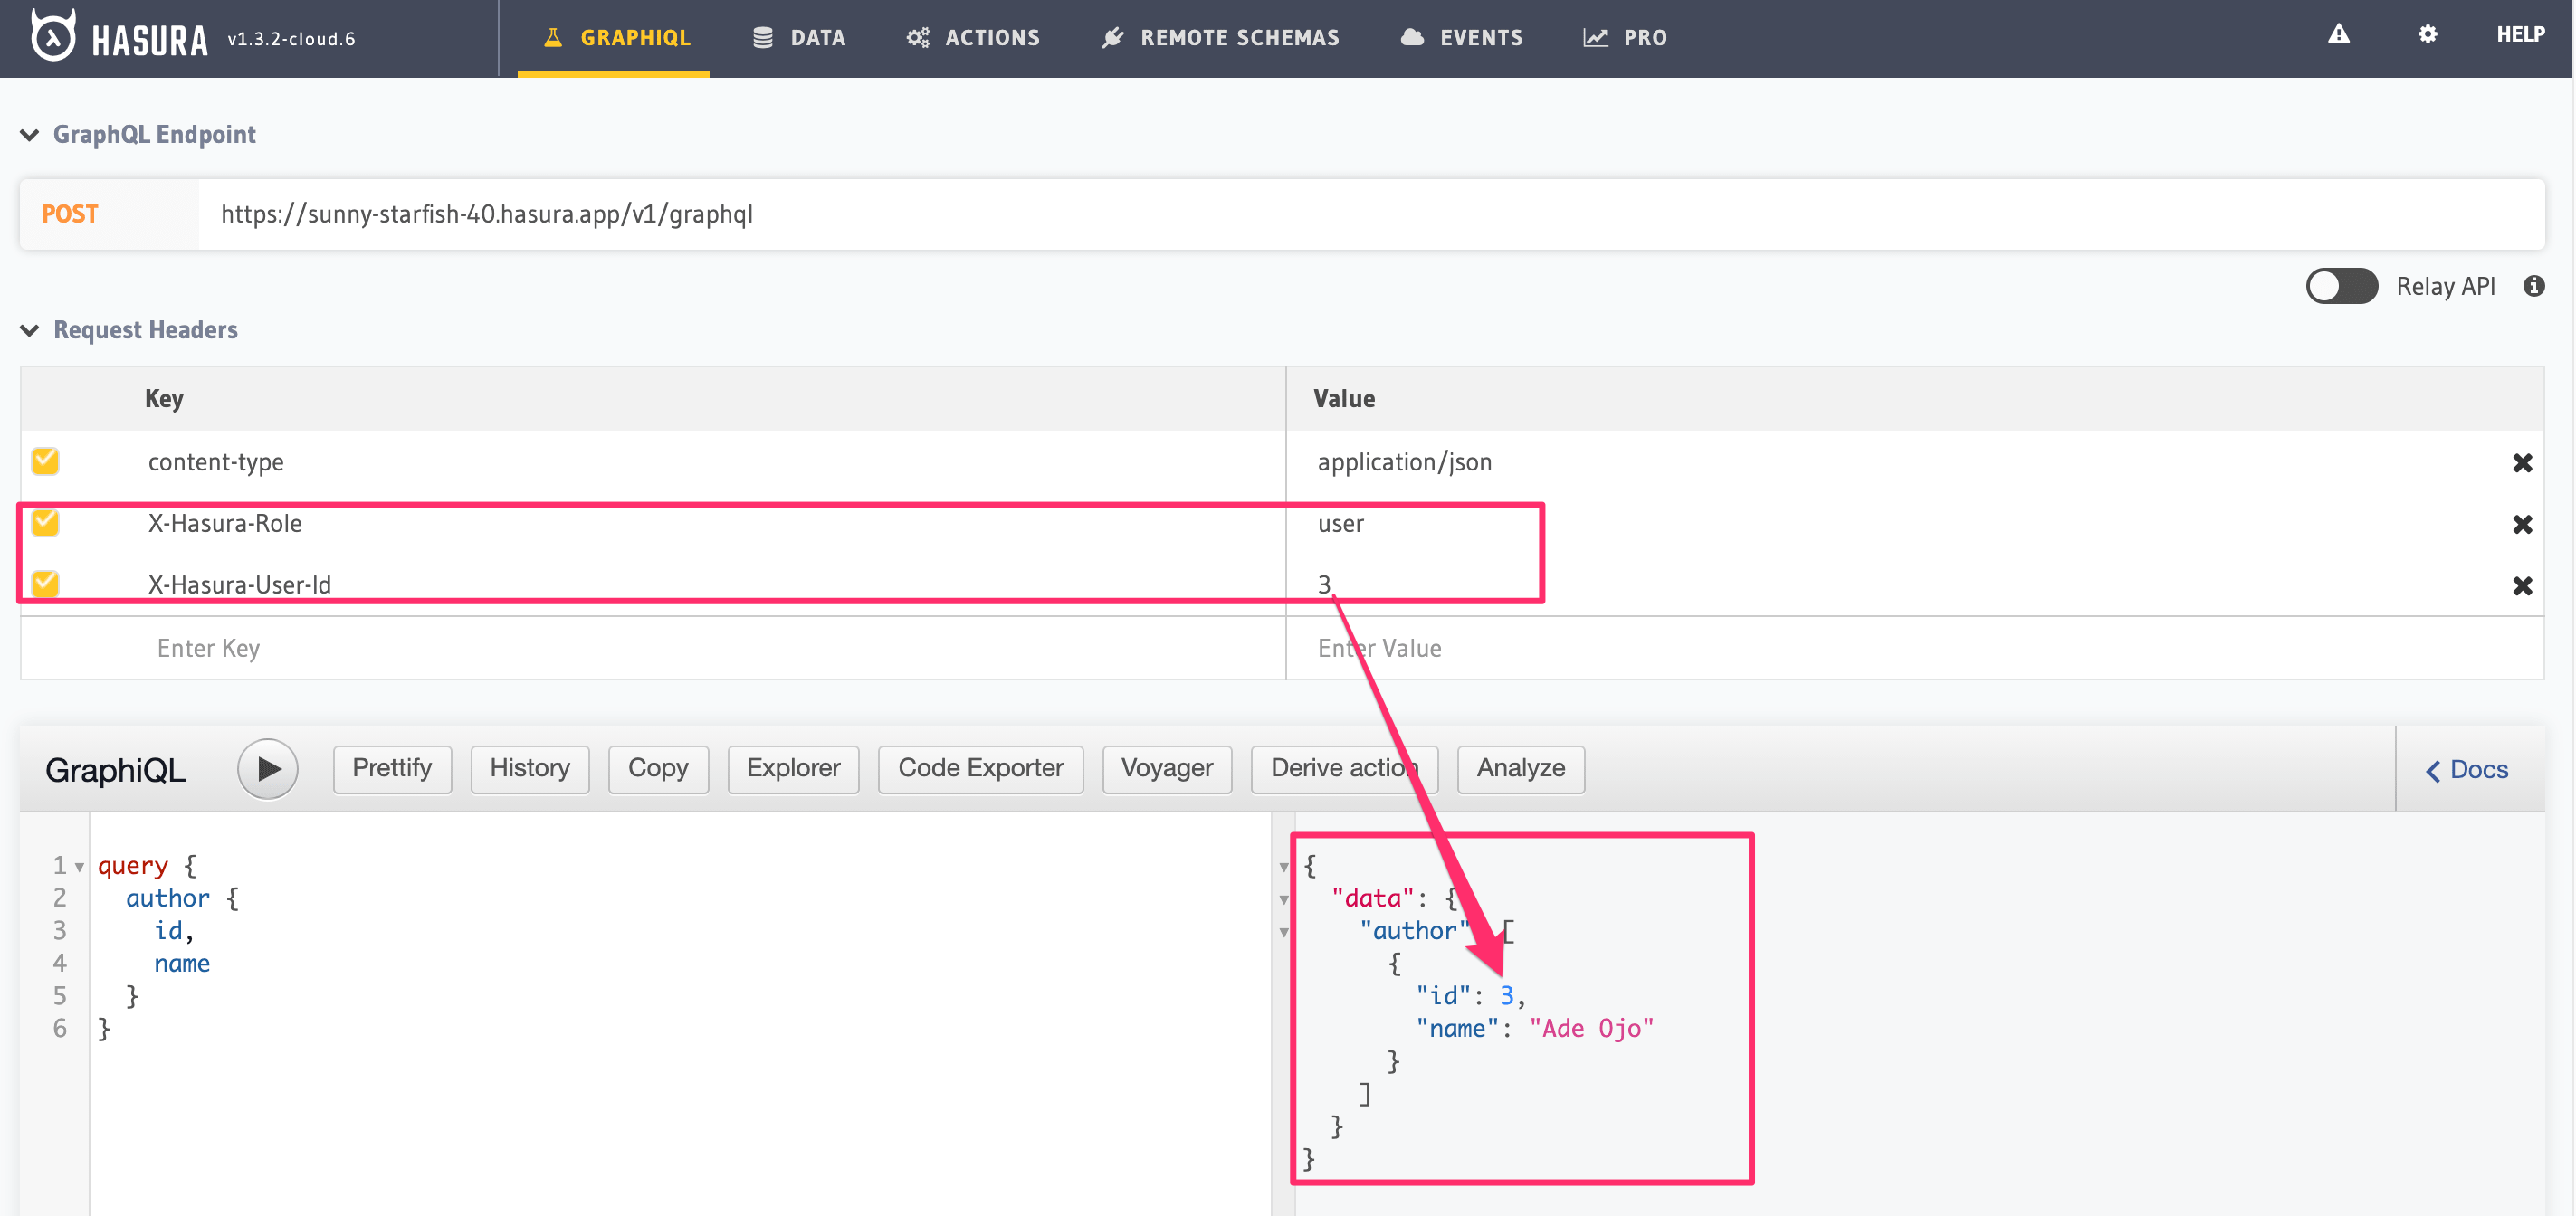 HASURA v1.3.2-cloud.6 GRAPHIQL DATA ACTIONS REMOTE SCHEMAS EVENTS PRO HELP
GraphQL Endpoint
POST https://sunny-starfish-40.hasura.app/v1/graphql
Relay API
Request Headers
Key Value
content-type application/json
X-Hasura-Role user
X-Hasura-User-Id 3
Enter Key Enter Value
GraphiQL Prettify History Copy Explorer Code Exporter Voyager Derive action Analyze Docs
1 query {
2 author {
3 id,
4 name
5 }
6 }
{
"data": {
"author" [
{
"id": 3,
"name": "Ade Ojo"
}
]
}
}